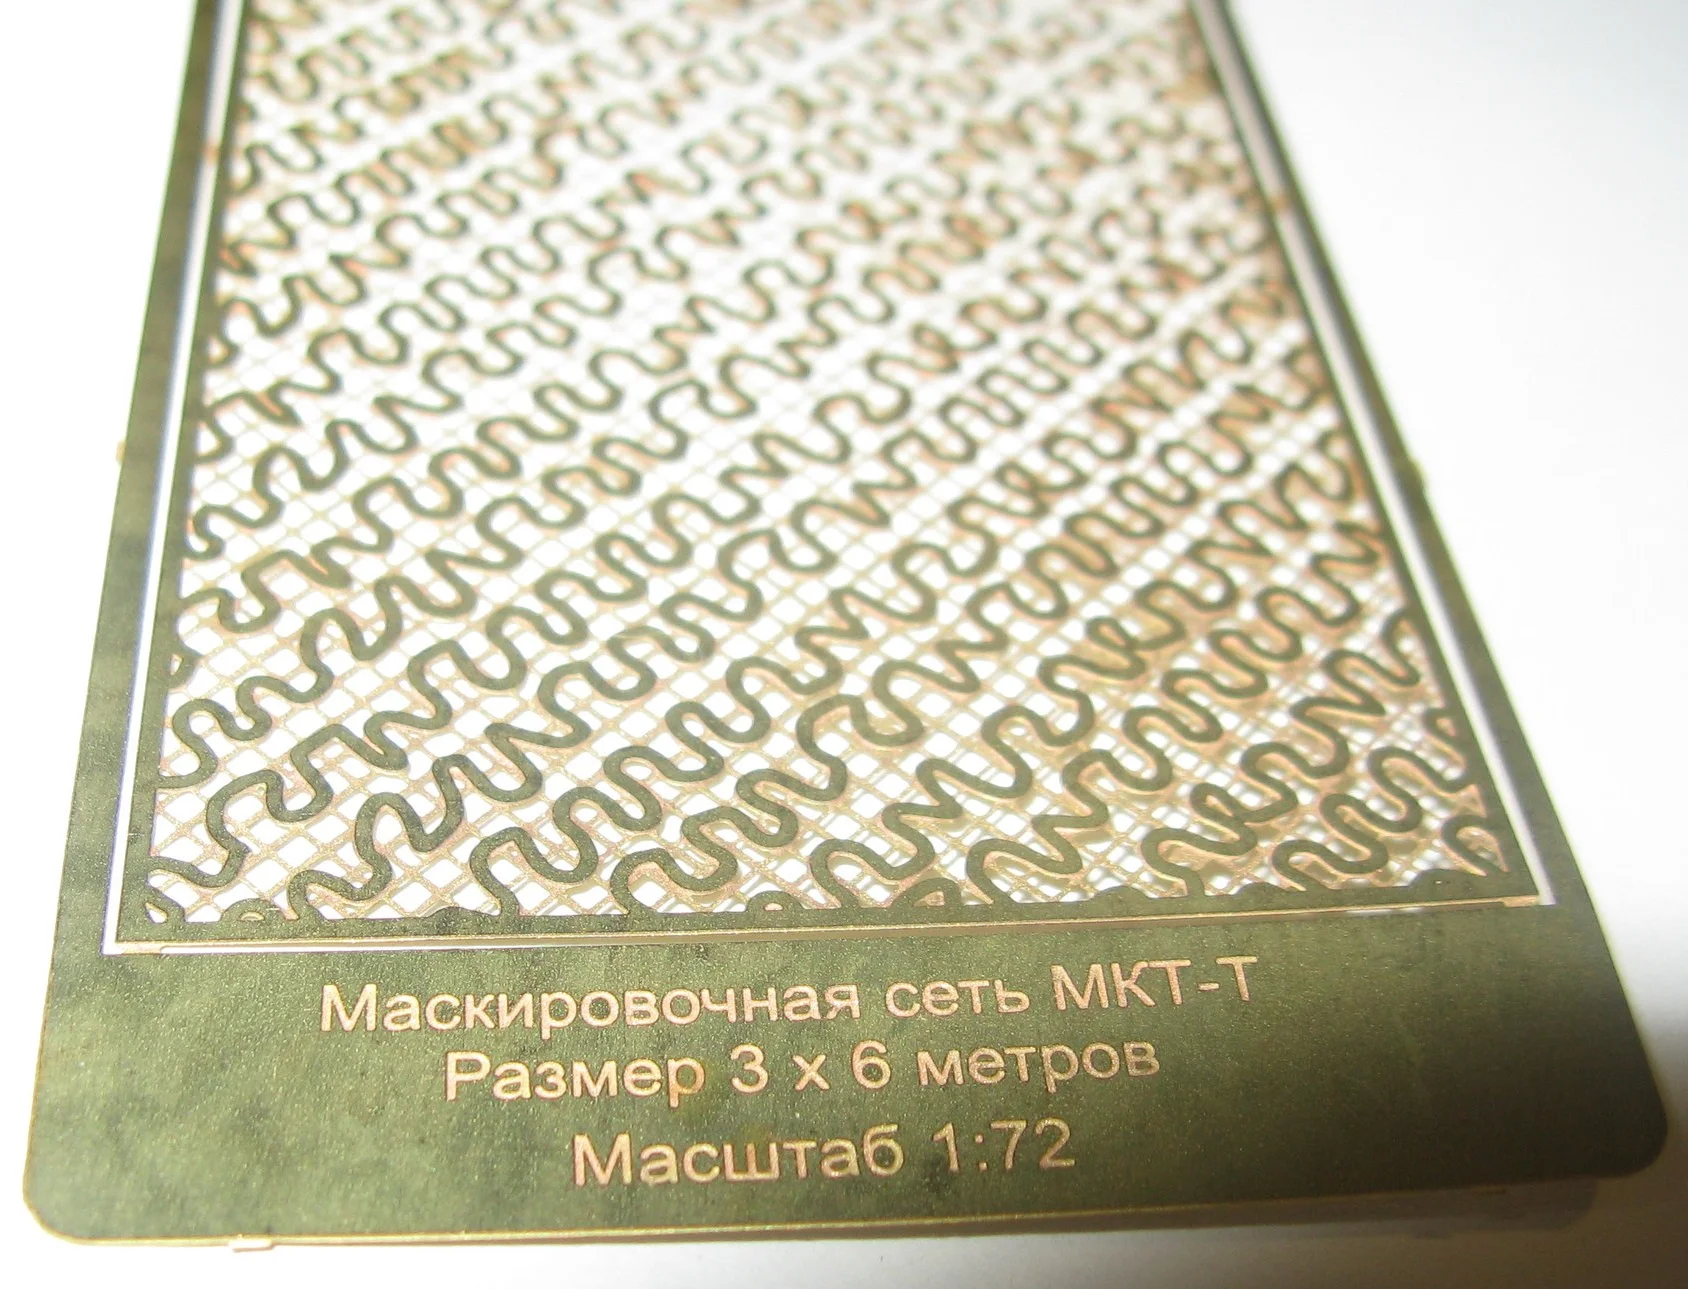 Маскировочная сеть МКТ-Т
Размер 3 х 6 метров
Масштаб 1:72